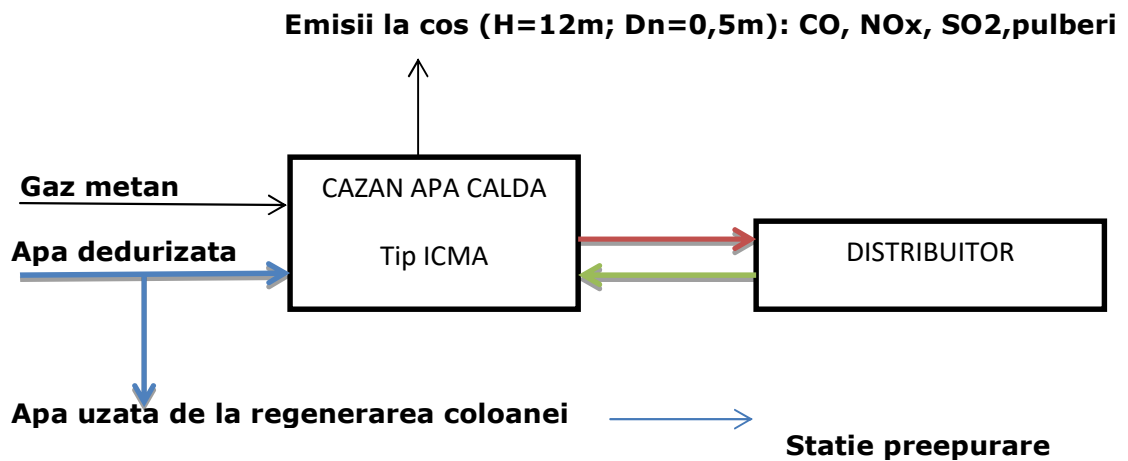 Emisii la cos (H=12m; Dn=0,5m): CO, NOx, SO2,pulberi
Gaz metan
CAZAN APA CALDA
Apa dedurizata
Tip ICMA
DISTRIBUITOR
Apa uzata de la regenerarea coloanei
Statie preepurare